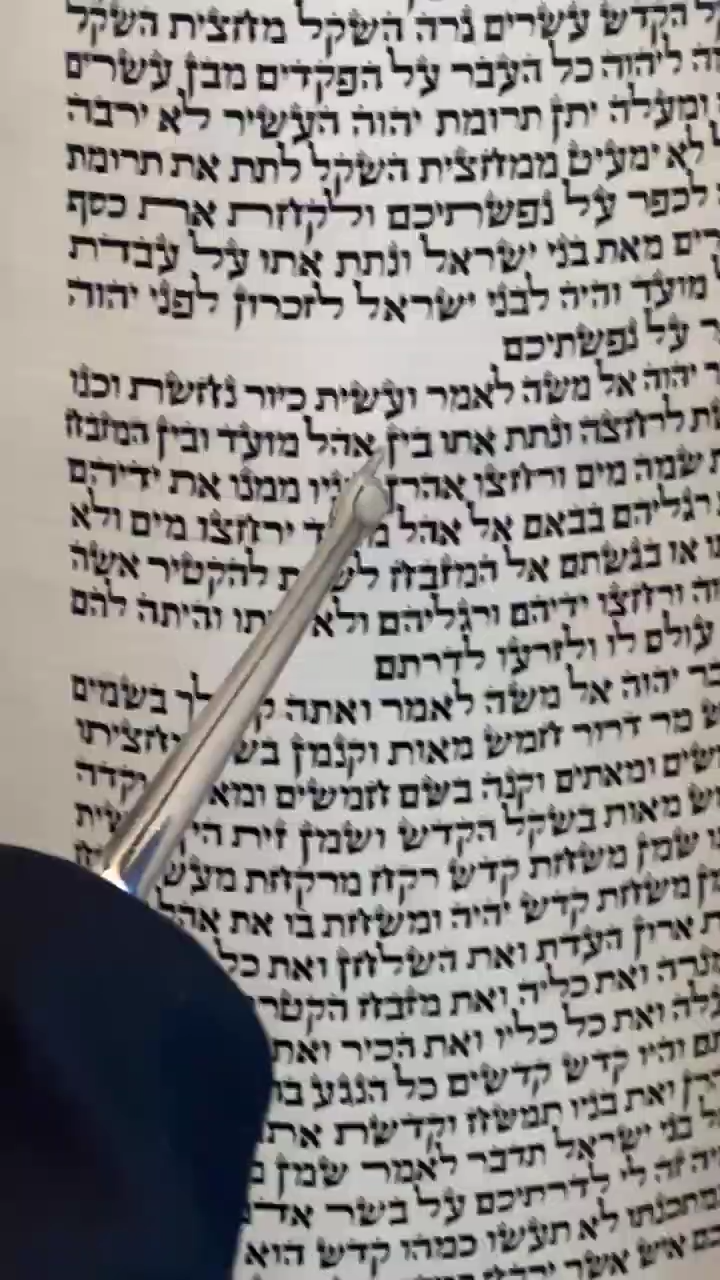 הקדש עשרים גרה השקל מחצית השקל
ליהוה כל העבר על הפקדים מבן עשרים
ומעלה יתן תרומת יהוה העשיר לא ירבה
לא ימעיט ממחצית השקל לתת את תרומת
לכפר על נפשתיכם ולקחת את כסף
מאת בני ישראל ונתת אתו על עבדת
מועד והיה לבני ישראל לזכרון לפני יהוה
על נפשתיכם
יהוה אל משה לאמר ועשית כיור נחשת וכנו
לרחצה ונתת אתו בין אהל מועד ובין המזבח
שמה מים ורחצו אהרן ממנו את ידיהם
רגליהם בבאם אל אהל ירחצו מים ולא
או בגשתם אל המזבח להקטיר אשה
ורחצו ידיהם ורגליהם ולא והיתה להם
עולם לו ולזרעו לדרתם
יהוה אל משה לאמר ואתה בשמים
מר דרור חמש מאות וקנמן מחציתו
ומאתים וקנה בשם חמשים
מאות בשקל הקדש ושמן זית
שמן משחת קדש רקח מרקחת
משחת קדש יהיה ומשחת בו את
ארון העדת ואת השלחן ואת כל
ואת כליה ואת מזבח
ואת כל כליו ואת הכיר ואת
והיו קדש קדשים כל הנגע
ואת בניו תמשח וקדשת
בני ישראל תדבר לאמר שמן
זה לי לדרתיכם על בשר
לא תעשו כמהו קדש הוא
איש אשר